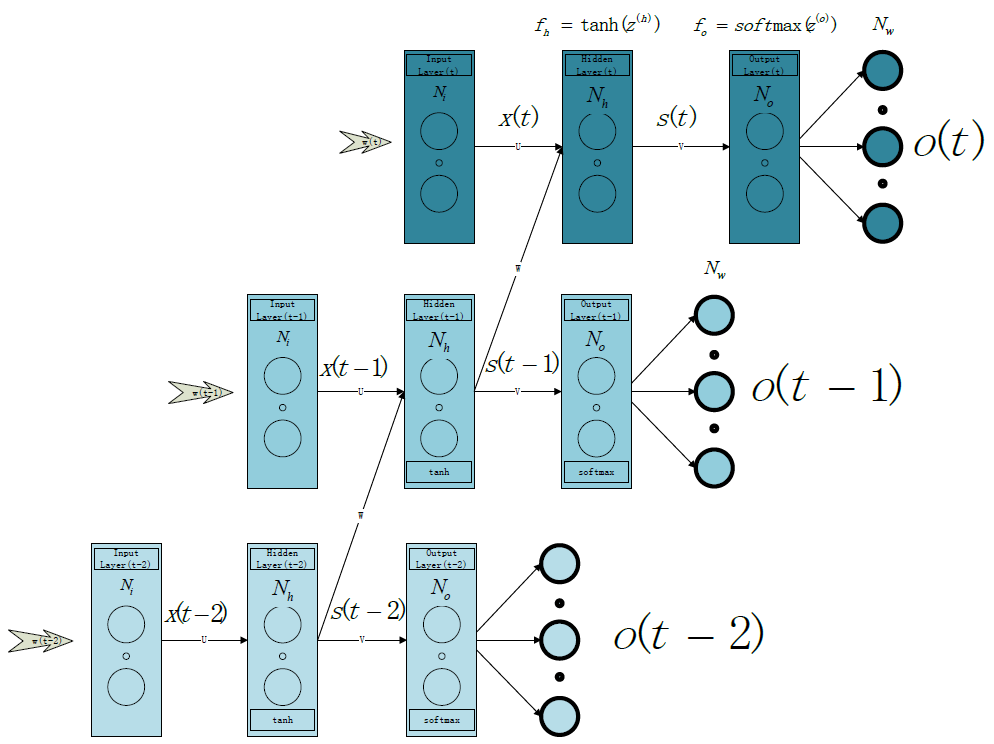 f_h = tanh(z^(h))
f_o = softmax(z^(o))
N_w
Input
Layer(t)
N_i
Hidden
Layer(t)
N_h
Output
Layer(t)
N_o
w(t)
x(t)
U
s(t)
V
o(t)
W
N_w
Input
Layer(t-1)
N_i
Hidden
Layer(t-1)
N_h
Output
Layer(t-1)
N_o
w(t-1)
x(t-1)
U
s(t-1)
V
o(t-1)
tanh
softmax
W
Input
Layer(t-2)
N_i
Hidden
Layer(t-2)
N_h
Output
Layer(t-2)
N_o
w(t-2)
x(t-2)
U
s(t-2)
V
o(t-2)
tanh
softmax